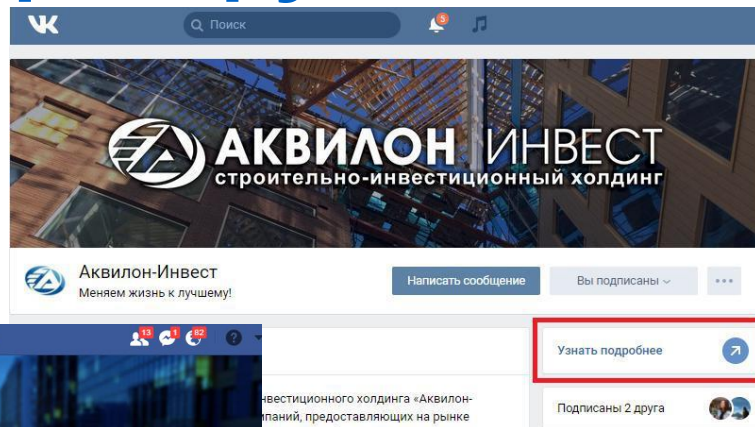 Поиск
5
АКВИЛОН ИНВЕСТ
строительно-инвестиционный холдинг
Аквилон-Инвест
Меняем жизнь к лучшему!
Написать сообщение
Вы подписаны
13
1
82
?
Узнать подробнее
нвестиционного холдинга «Аквилон-
паний, предоставляющих на рынке
Подписаны 2 друга